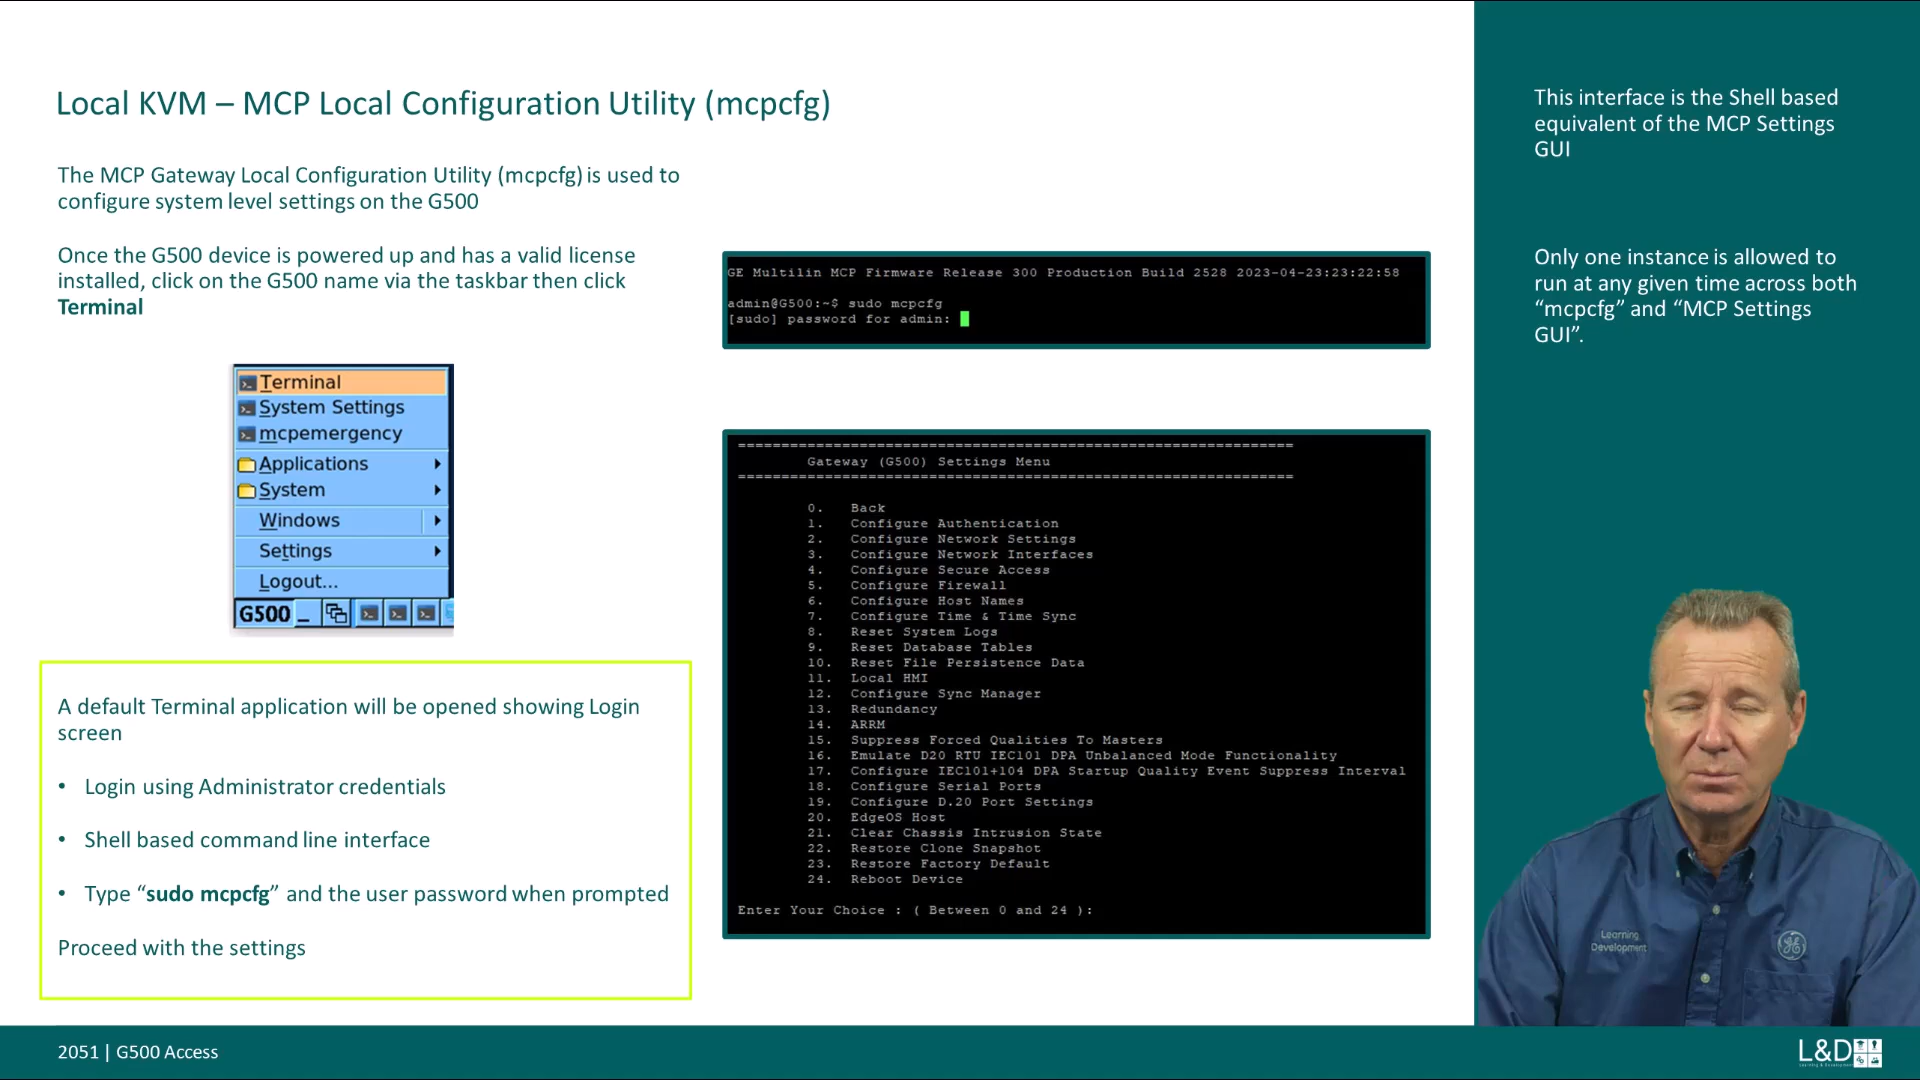 Local KVM – MCP Local Configuration Utility (mcpcfg)
The MCP Gateway Local Configuration Utility (mcpcfg) is used to
configure system level settings on the G500
Once the G500 device is powered up and has a valid license
installed, click on the G500 name via the taskbar then click
Terminal
Terminal
System Settings
mcpemergency
Applications
System
Windows
Settings
Logout...
G500
A default Terminal application will be opened showing Login
screen
• Login using Administrator credentials
• Shell based command line interface
• Type “sudo mcpcfg” and the user password when prompted
Proceed with the settings
GE Multilin MCP Firmware Release 300 Production Build 2528 2023-04-23:23:22:58
admin@G500:~$ sudo mcpcfg
[sudo] password for admin:
Gateway (G500) Settings Menu
0. Back
1. Configure Authentication
2. Configure Network Settings
3. Configure Network Interfaces
4. Configure Secure Access
5. Configure Firewall
6. Configure Host Names
7. Configure Time & Time Sync
8. Reset System Logs
9. Reset Database Tables
10. Reset File Persistence Data
11. Local HMI
12. Configure Sync Manager
13. Redundancy
14. ARRM
15. Suppress Forced Qualities To Masters
16. Emulate D20 RTU IEC101 DPA Unbalanced Mode Functionality
17. Configure IEC101+104 DPA Startup Quality Event Suppress Interval
18. Configure Serial Ports
19. Configure D.20 Port Settings
20. EdgeOS Host
21. Clear Chassis Intrusion State
22. Restore Clone Snapshot
23. Restore Factory Default
24. Reboot Device
Enter Your Choice : ( Between 0 and 24 ):
This interface is the Shell based
equivalent of the MCP Settings
GUI
Only one instance is allowed to
run at any given time across both
“mcpcfg” and “MCP Settings
GUI”.
Learning
Development
GE
2051 | G500 Access
L&D